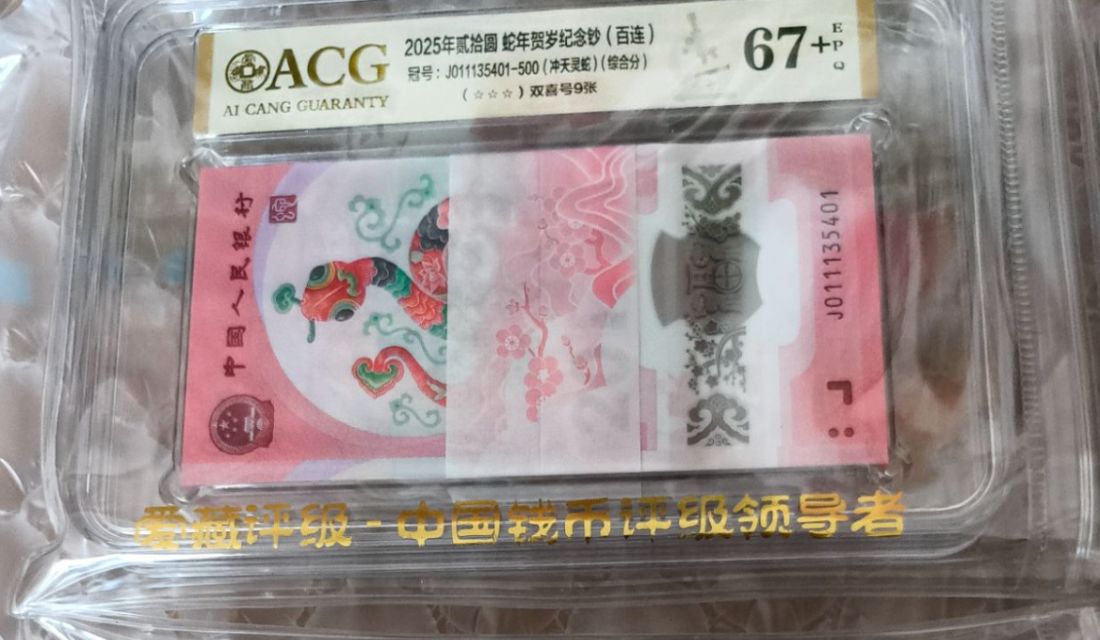 ACG
AI CANG GUARANTY
2025年贰拾圆 蛇年贺岁纪念钞（百连）
冠号：J011135401-500（冲天灵蛇）（综合分）
（☆☆☆）双喜号9张
67+
EPQ
中国人民银行
J011135401
爱藏评级-中国钱币评级领导者